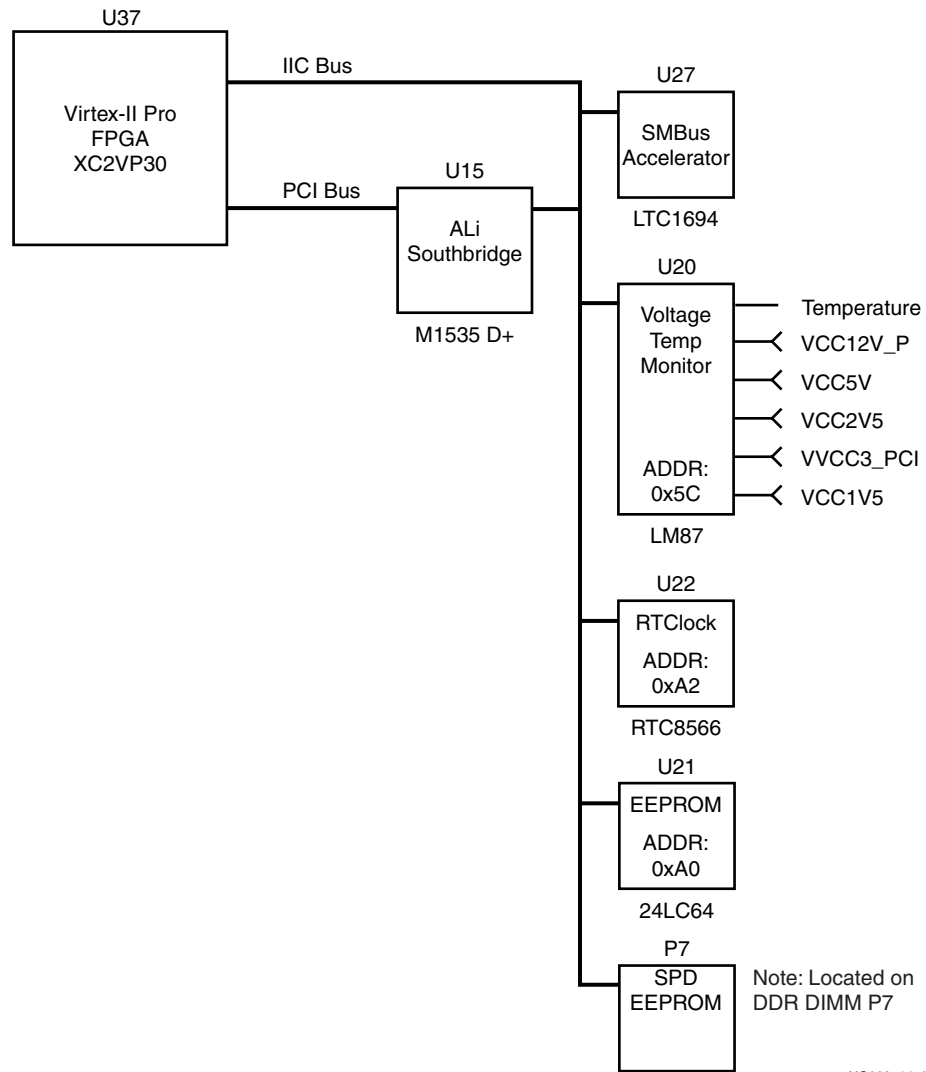 U37
Virtex-II Pro
FPGA
XC2VP30
IIC Bus
PCI Bus
U15
ALi
Southbridge
M1535 D+
U27
SMBus
Accelerator
LTC1694
U20
Voltage
Temp
Monitor
ADDR:
0x5C
LM87
Temperature
VCC12V_P
VCC5V
VCC2V5
VVCC3_PCI
VCC1V5
U22
RTClock
ADDR:
0xA2
RTC8566
U21
EEPROM
ADDR:
0xA0
24LC64
P7
SPD
EEPROM
Note: Located on
DDR DIMM P7